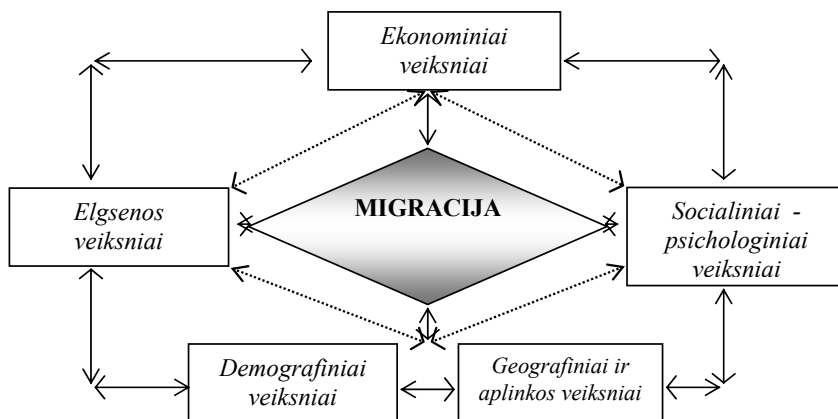 Ekonominiai
veiksniai
MIGRACIJA
Elgsenos
veiksniai
Socialiniai -
psichologiniai
veiksniai
Demografiniai
veiksniai
Geografiniai ir
aplinkos veiksniai